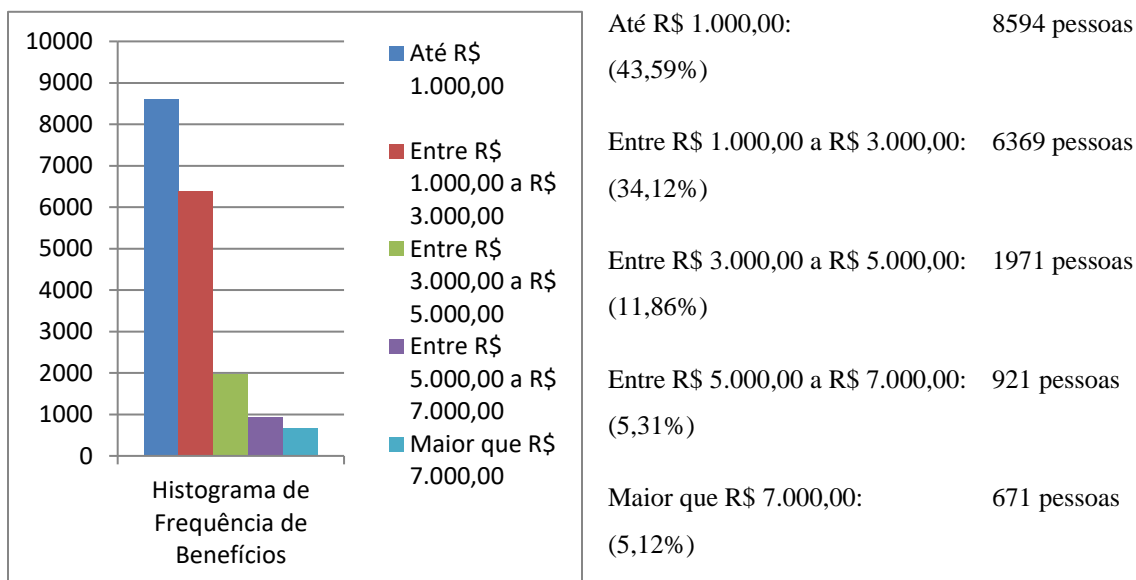 10000
9000
8000
7000
6000
5000
4000
3000
2000
1000
0
Histograma de
Frequência de
Benefícios
Até R$
1.000,00
Entre R$
1.000,00 a R$
3.000,00
Entre R$
3.000,00 a R$
5.000,00
Entre R$
5.000,00 a R$
7.000,00
Maior que R$
7.000,00
Até R$ 1.000,00: 8594 pessoas
(43,59%)
Entre R$ 1.000,00 a R$ 3.000,00: 6369 pessoas
(34,12%)
Entre R$ 3.000,00 a R$ 5.000,00: 1971 pessoas
(11,86%)
Entre R$ 5.000,00 a R$ 7.000,00: 921 pessoas
(5,31%)
Maior que R$ 7.000,00: 671 pessoas
(5,12%)